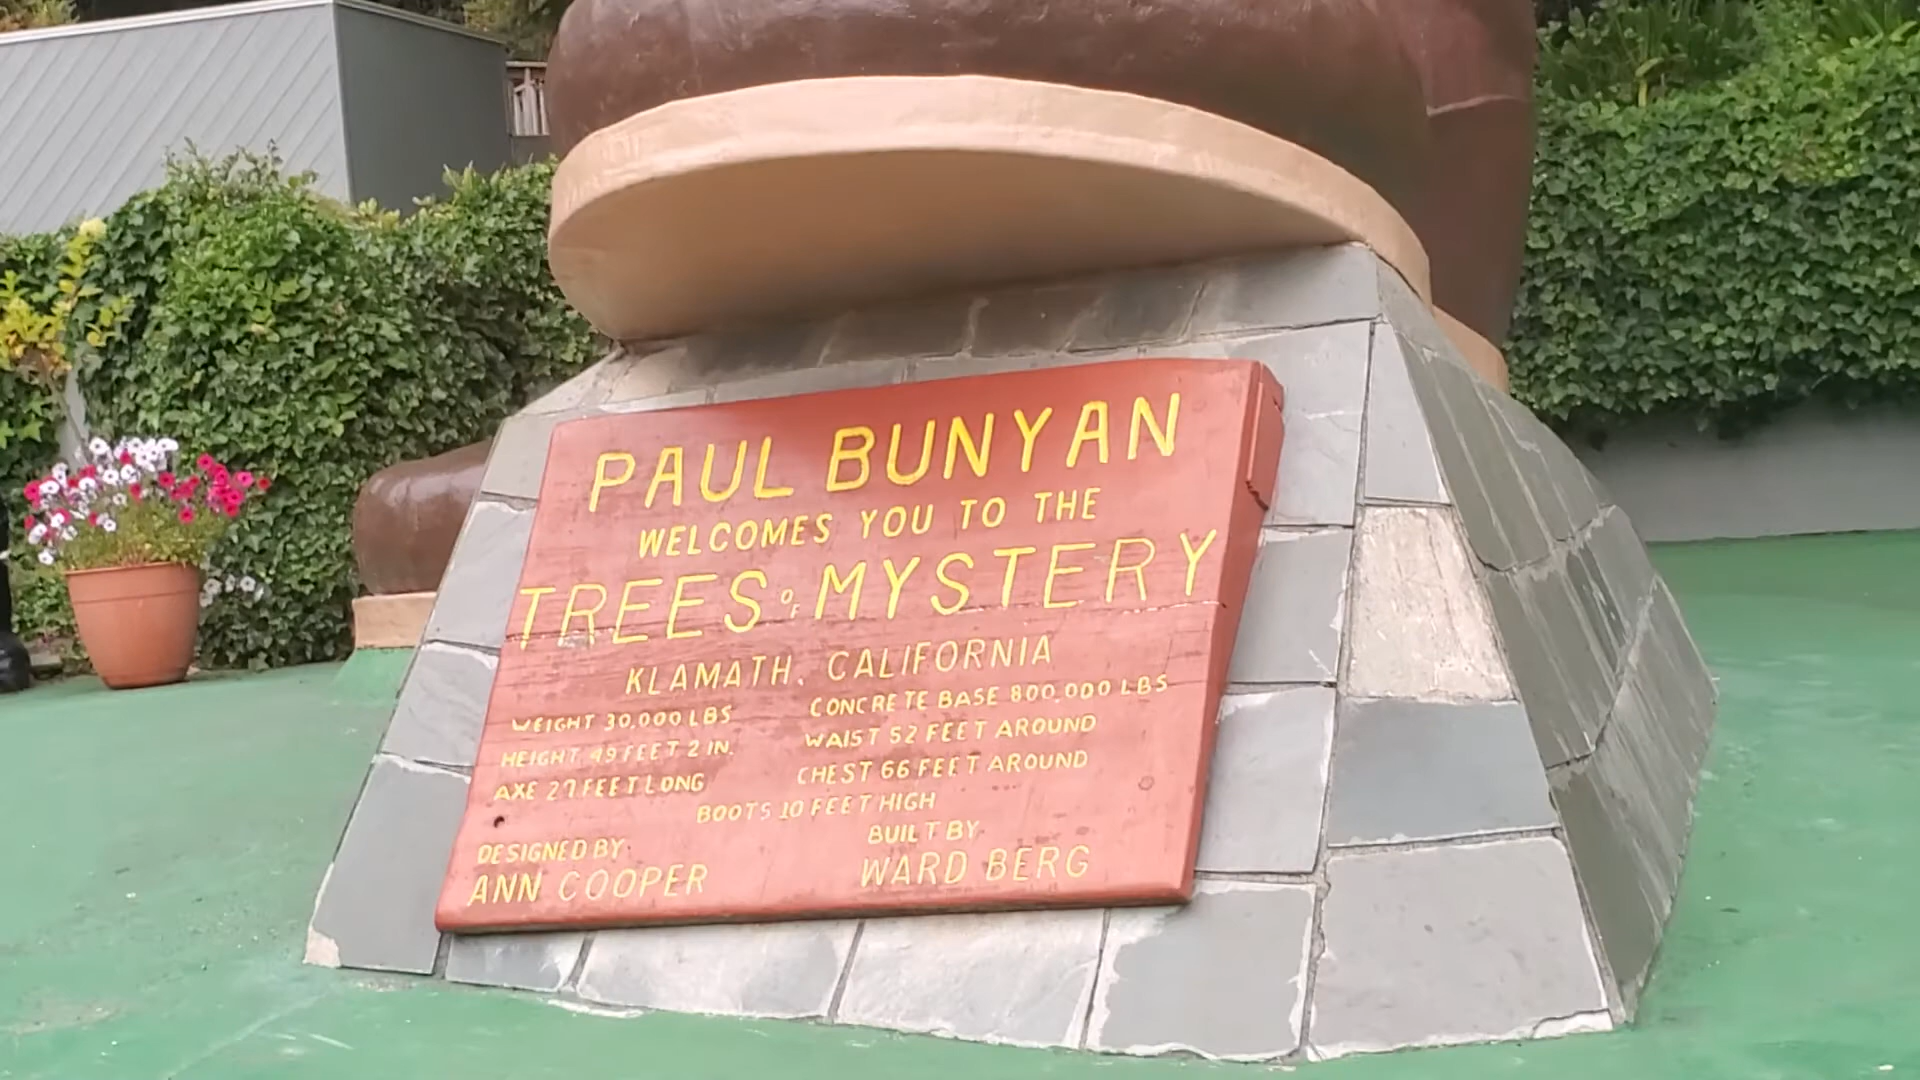 PAUL BUNYAN
WELCOMES YOU TO THE
TREES OF MYSTERY
KLAMATH, CALIFORNIA
WEIGHT 30,000 LBS
CONCRETE BASE 800,000 LBS
HEIGHT 49 FEET 2 IN.
WAIST 52 FEET AROUND
AXE 27 FEET LONG
CHEST 66 FEET AROUND
BOOTS 10 FEET HIGH
DESIGNED BY
ANN COOPER
BUILT BY
WARD BERG